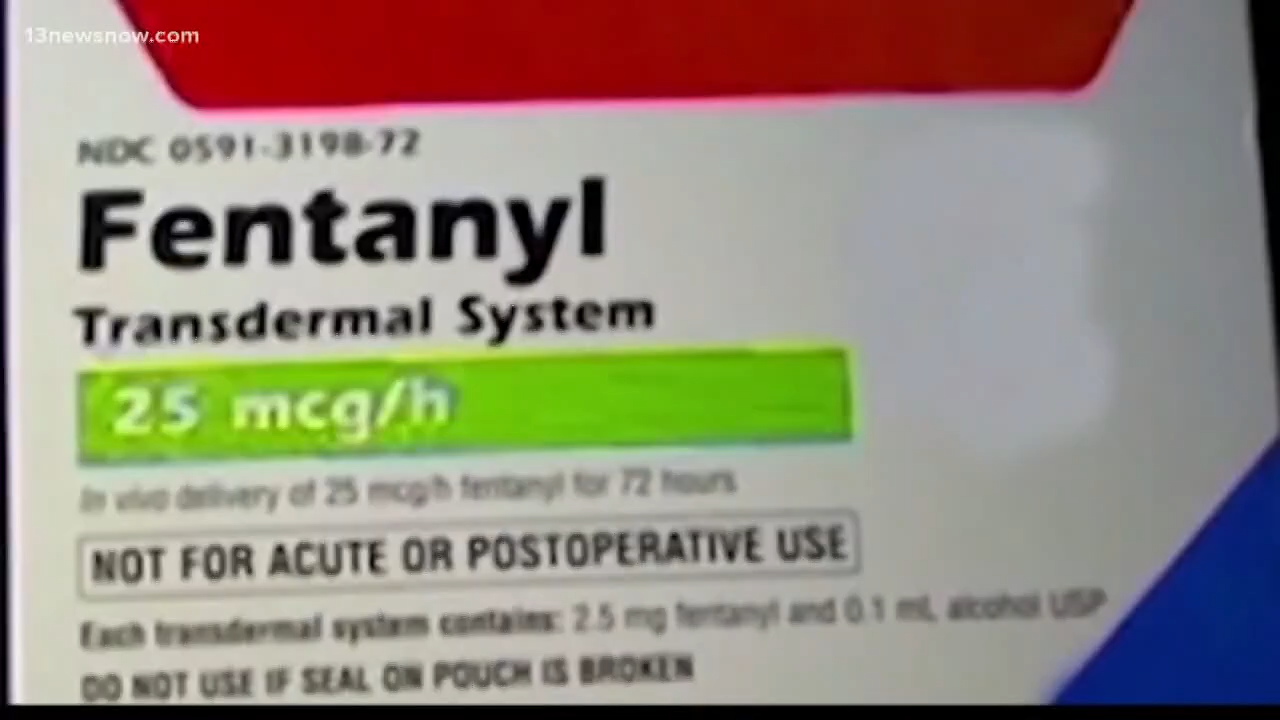 13newsnow.com
NDC 0591-3198-72
Fentanyl
Transdermal System
25 mcg/h
In vivo delivery of 25 mcg/h fentanyl for 72 hours
NOT FOR ACUTE OR POSTOPERATIVE USE
Each transdermal system contains: 2.5 mg fentanyl and 0.1 mL alcohol USP
DO NOT USE IF SEAL ON POUCH IS BROKEN